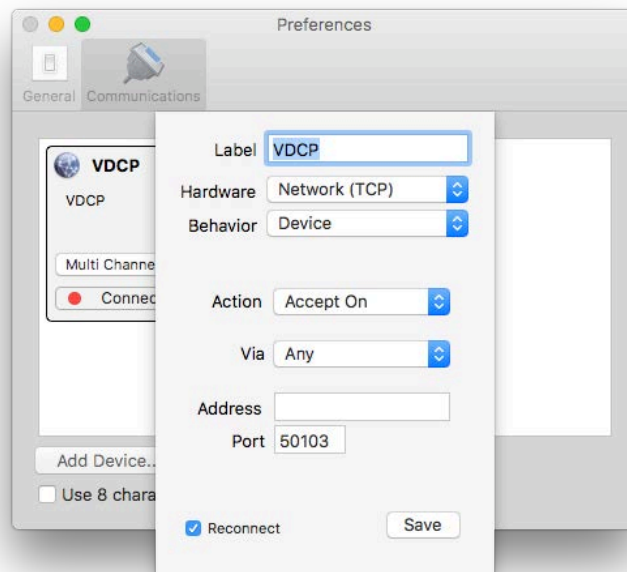 Preferences
General
Communications
VDCP
VDCP
Multi Channe
Connec
Add Device..
Use 8 chara
Label VDCP
Hardware Network (TCP)
Behavior Device
Action Accept On
Via Any
Address
Port 50103
Reconnect
Save